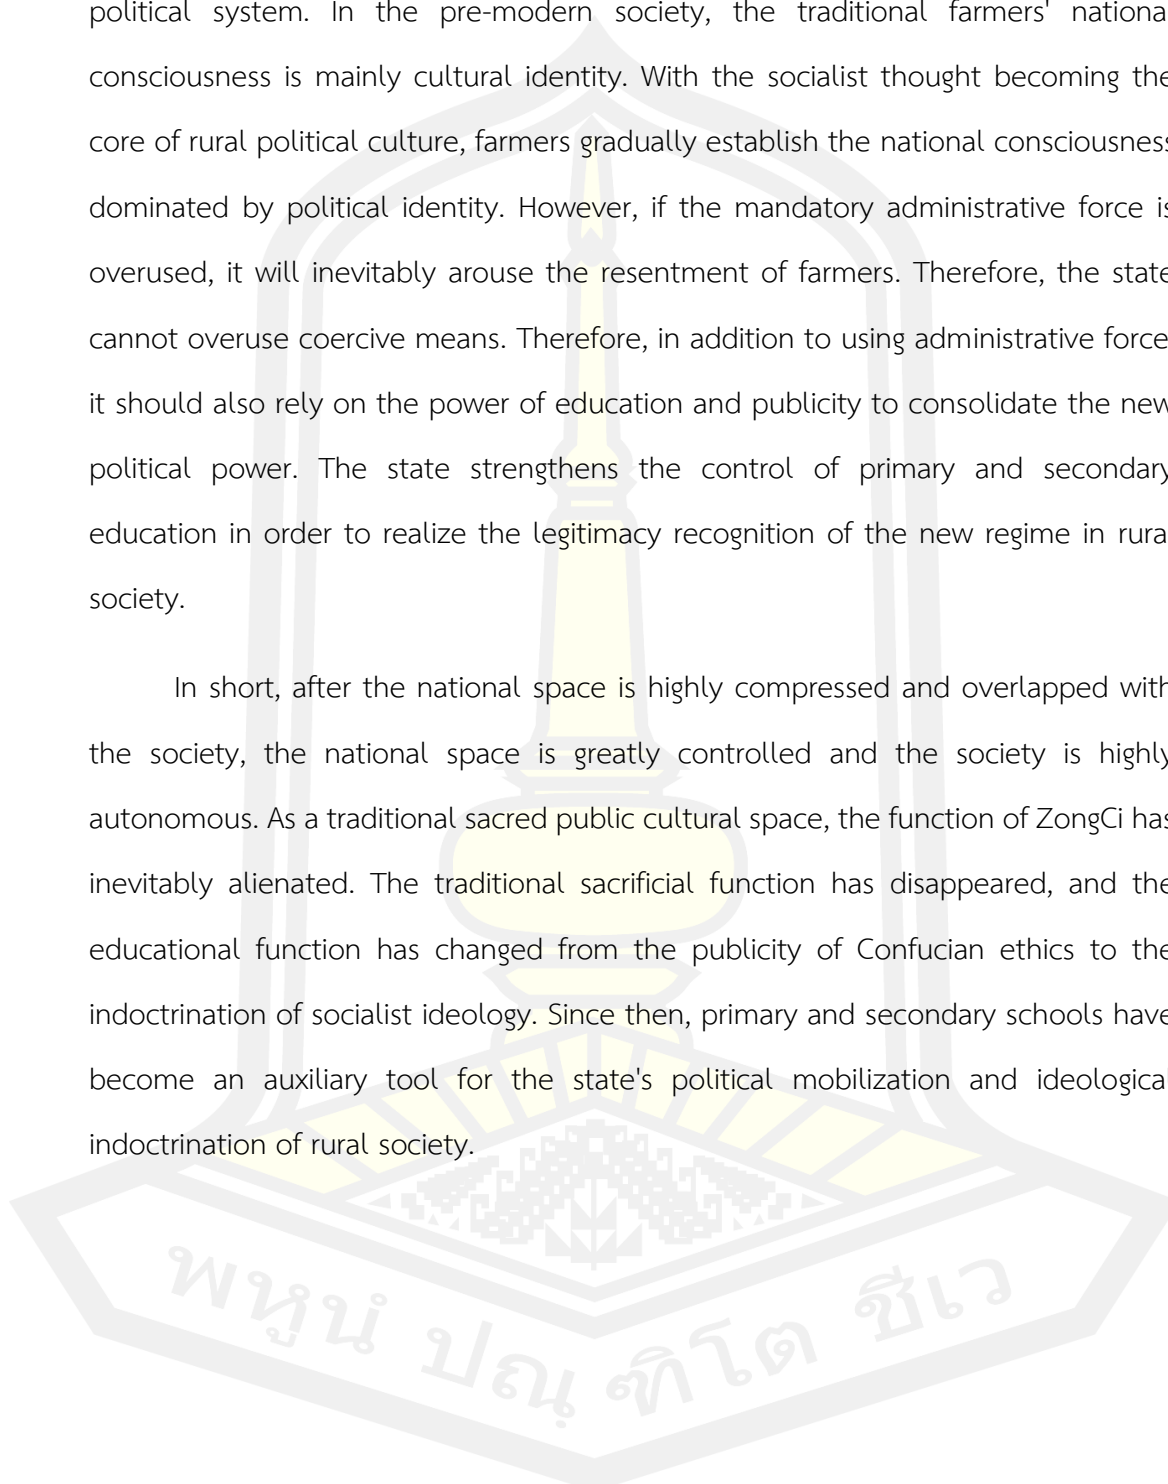 political system. In the pre-modern society, the traditional farmers' national
consciousness is mainly cultural identity. With the socialist thought becoming the
core of rural political culture, farmers gradually establish the national consciousness
dominated by political identity. However, if the mandatory administrative force is
overused, it will inevitably arouse the resentment of farmers. Therefore, the state
cannot overuse coercive means. Therefore, in addition to using administrative force
it should also rely on the power of education and publicity to consolidate the new
political power. The state strengthens the control of primary and secondary
education in order to realize the legitimacy recognition of the new regime in rural
society.
In short, after the national space is highly compressed and overlapped with
the society, the national space is greatly controlled and the society is highly
autonomous. As a traditional sacred public cultural space, the function of ZongCi has
inevitably alienated. The traditional sacrificial function has disappeared, and the
educational function has changed from the publicity of Confucian ethics to the
indoctrination of socialist ideology. Since then, primary and secondary schools have
become an auxiliary tool for the state's political mobilization and ideological
indoctrination of rural society.
พหูนํ ปณฺฑิโต ชีเว